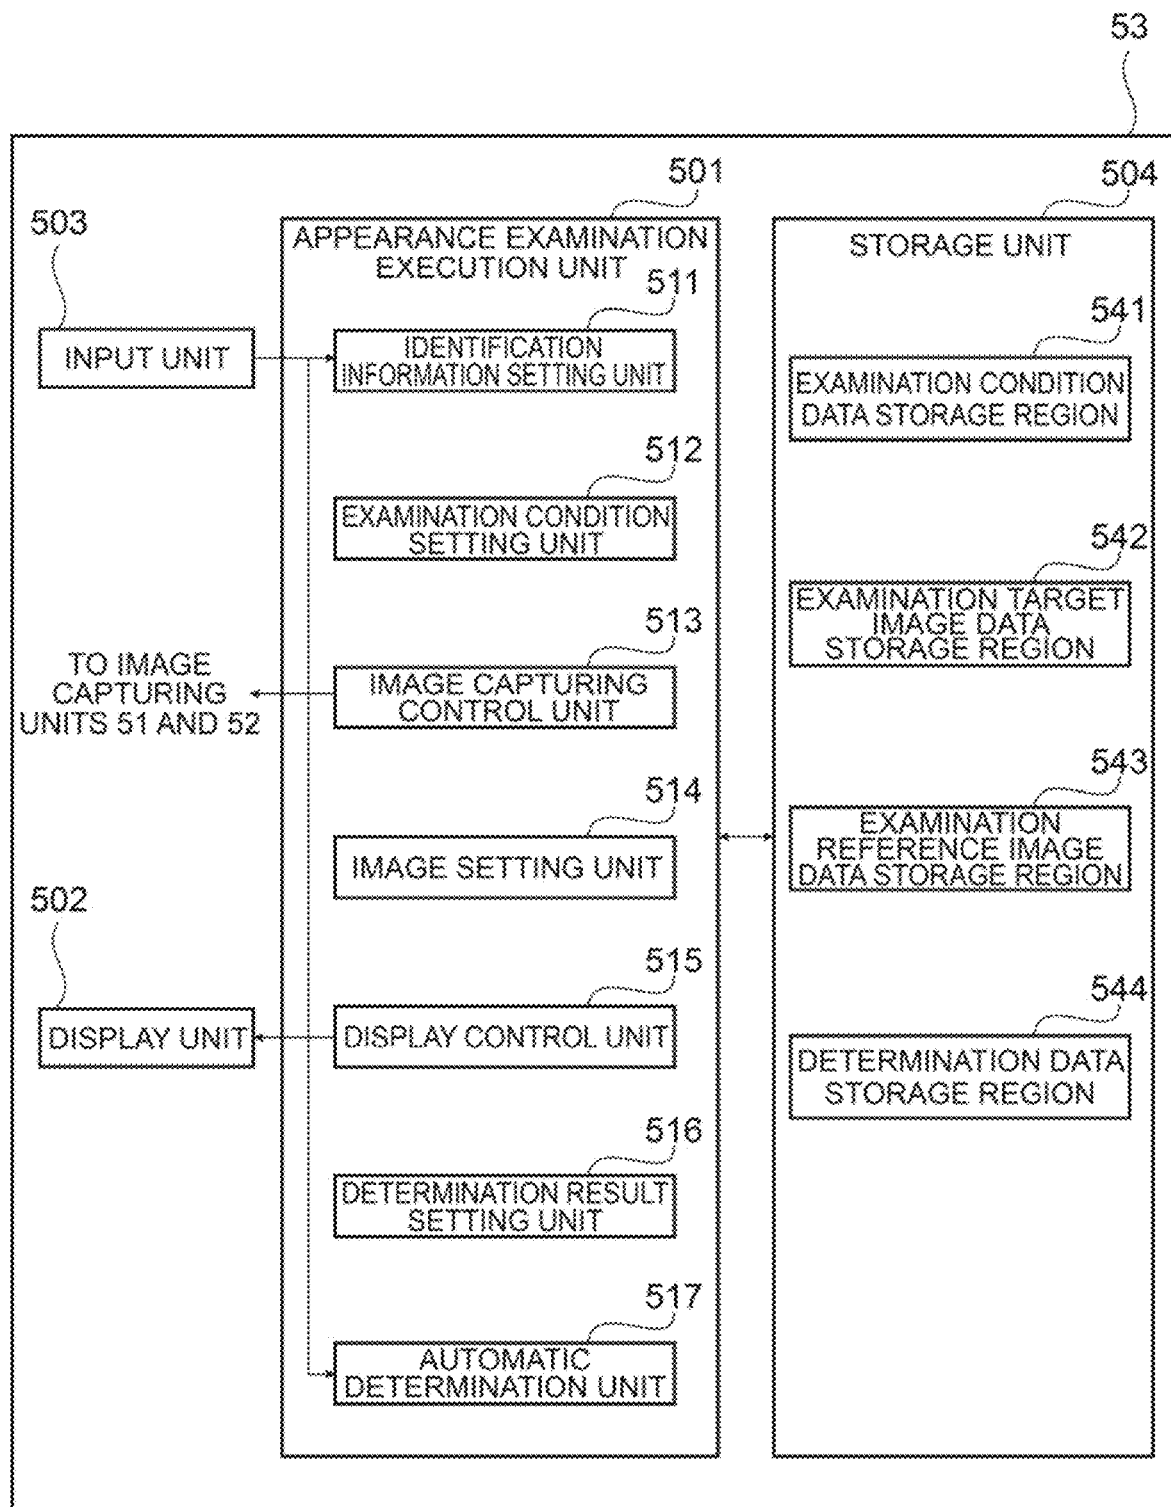 53
501
504
503
APPEARANCE EXAMINATION
EXECUTION UNIT
STORAGE UNIT
511
541
INPUT UNIT
IDENTIFICATION
INFORMATION SETTING UNIT
EXAMINATION CONDITION
DATA STORAGE REGION
512
EXAMINATION CONDITION
SETTING UNIT
542
EXAMINATION TARGET
IMAGE DATA
STORAGE REGION
513
TO IMAGE
CAPTURING
UNITS 51 AND 52
IMAGE CAPTURING
CONTROL UNIT
543
514
EXAMINATION
REFERENCE IMAGE
DATA STORAGE REGION
IMAGE SETTING UNIT
502
515
544
DISPLAY UNIT
DISPLAY CONTROL UNIT
DETERMINATION DATA
STORAGE REGION
516
DETERMINATION RESULT
SETTING UNIT
517
AUTOMATIC
DETERMINATION UNIT